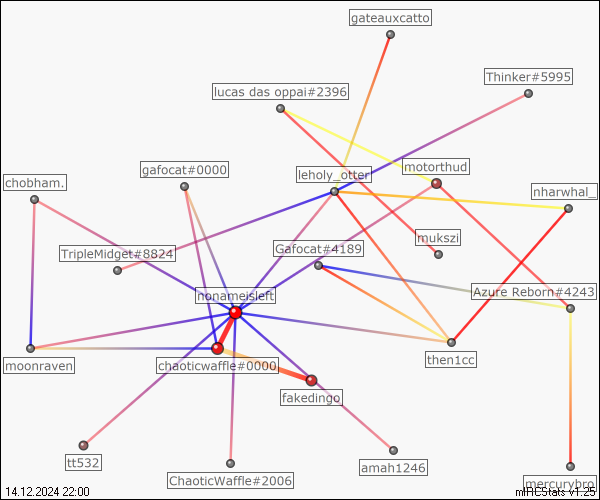 gateauxcatto
Thinker#5995
lucas das oppai#2396
gafocat#0000
motorthud
leholy_otter
chobham.
nharwhal_
mukszi
Gafocat#4189
TripleMidget#8824
Azure Reborn#4243
nonameisleft
moonraven
chaoticwaffle#0000
then1cc
fakedingo
tt532
amah1246
ChaoticWaffle#2006
mercurybro
14.12.2024 22:00
mIRCStats v1.25